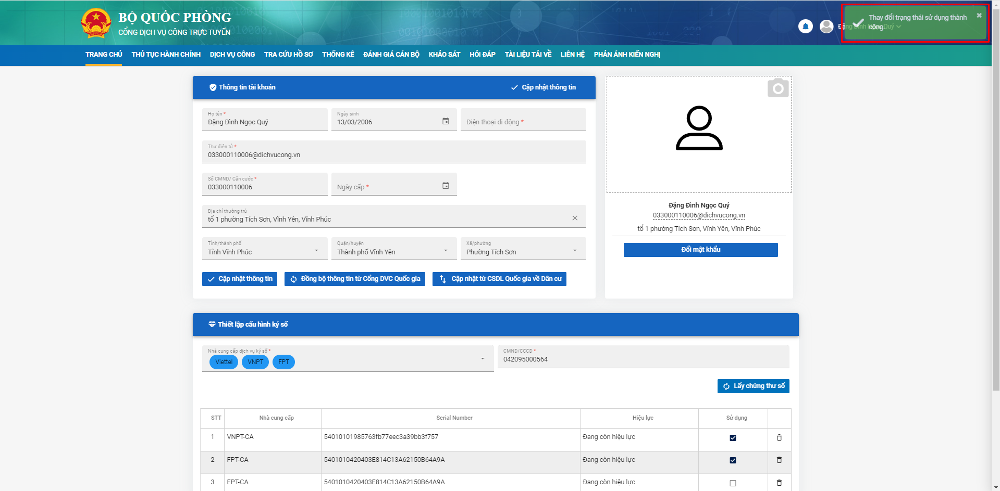 BỘ QUỐC PHÒNG
CỔNG DỊCH VỤ CÔNG TRỰC TUYẾN
Thay đổi trạng thái sử dụng thành
công.
TRANG CHỦ THỦ TỤC HÀNH CHÍNH DỊCH VỤ CÔNG TRA CỨU HỒ SƠ THỐNG KÊ ĐÁNH GIÁ CÁN BỘ KHẢO SÁT HỎI ĐÁP TÀI LIỆU TẢI VỀ LIÊN HỆ PHẢN ÁNH KIẾN NGHỊ
Thông tin tài khoản Cập nhật thông tin
Họ tên * Ngày sinh
Đặng Đình Ngọc Quý 13/03/2006 Điện thoại di động *
Thư điện tử *
033000110006@dichvucong.vn
Số CMND/ Căn cước *
033000110006 Ngày cấp *
Địa chỉ thường trú
tổ 1 phường Tích Sơn, Vĩnh Yên, Vĩnh Phúc
Tỉnh/thành phố Quận/huyện Xã/phường
Tỉnh Vĩnh Phúc Thành phố Vĩnh Yên Phường Tích Sơn
Cập nhật thông tin Đồng bộ thông tin từ Cổng DVC Quốc gia Cập nhật từ CSDL Quốc gia về Dân cư
Đặng Đình Ngọc Quý
033000110006@dichvucong.vn
tổ 1 phường Tích Sơn, Vĩnh Yên, Vĩnh Phúc
Đổi mật khẩu
Thiết lập cấu hình ký số
Nhà cung cấp dịch vụ ký số * CMND/CCCD *
Viettel VNPT FPT 042095000564
Lấy chứng thư số
STT Nhà cung cấp Serial Number Hiệu lực Sử dụng
1 VNPT-CA 54010101985763fb77eec3a39bb3f757 Đang còn hiệu lực
2 FPT-CA 5401010420403E814C13A62150B64A9A Đang còn hiệu lực
3 FPT-CA 5401010420403E814C13A62150B64A9A Đang còn hiệu lực